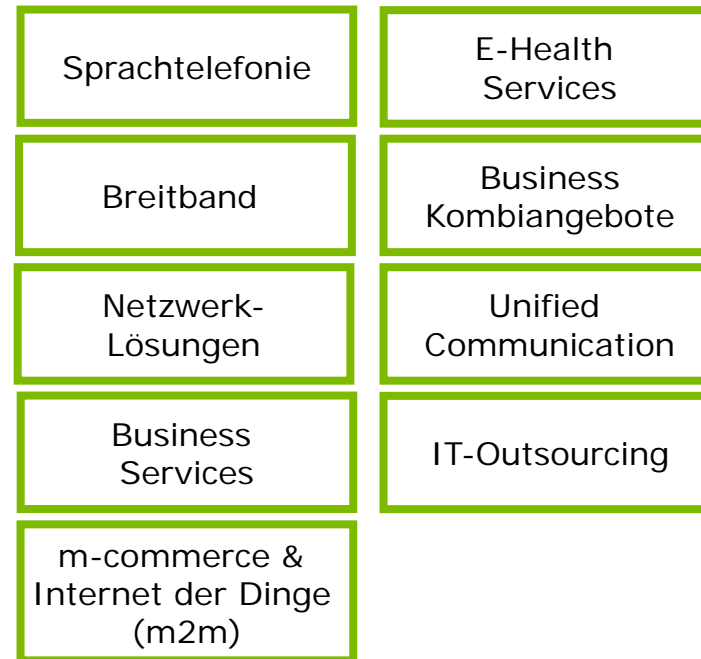 Sprachtelefonie
Breitband
Netzwerk-
Lösungen
Business
Services
m-commerce &
Internet der Dinge
(m2m)
E-Health
Services
Business
Kombiangebote
Unified
Communication
IT-Outsourcing